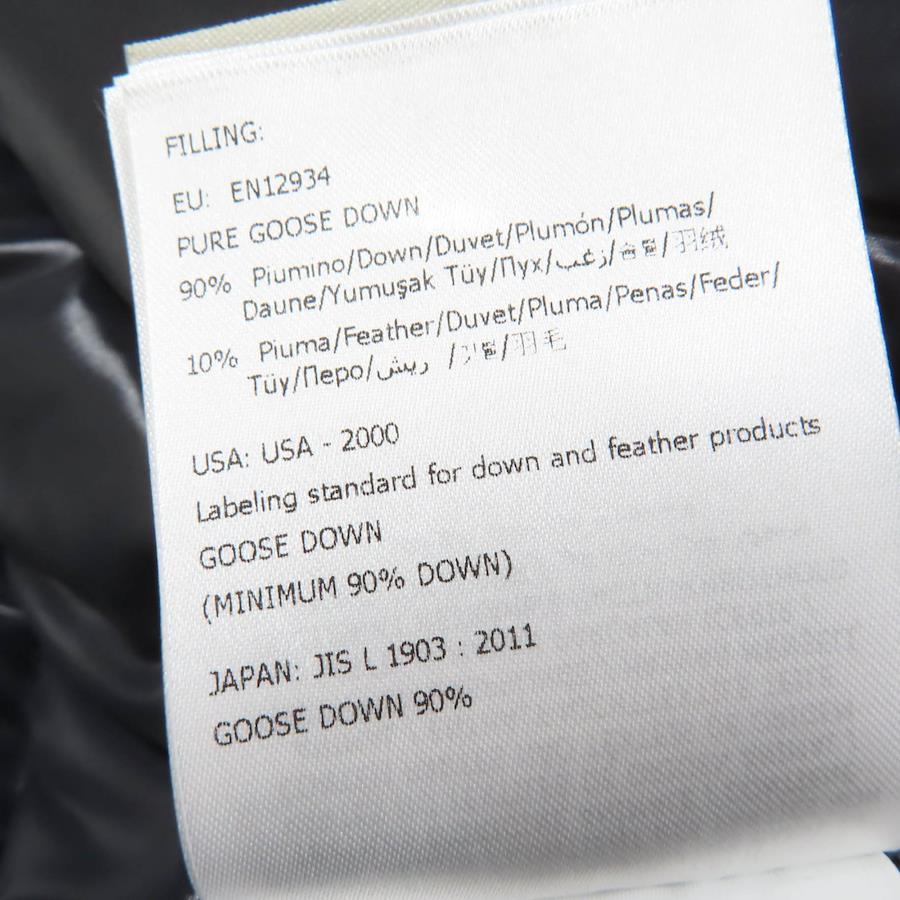 FILLING:
EU: EN12934
PURE GOOSE DOWN
90% Piumino/Down/Duvet/Plumón/Plumas/
Daune/Yumuşak Tüy/Пух/زغب/솜털/羽绒
10% Piuma/Feather/Duvet/Pluma/Penas/Feder/
Tüy/Перо/ريش /깃털/羽毛
USA: USA - 2000
Labeling standard for down and feather products
GOOSE DOWN
(MINIMUM 90% DOWN)
JAPAN: JIS L 1903 : 2011
GOOSE DOWN 90%